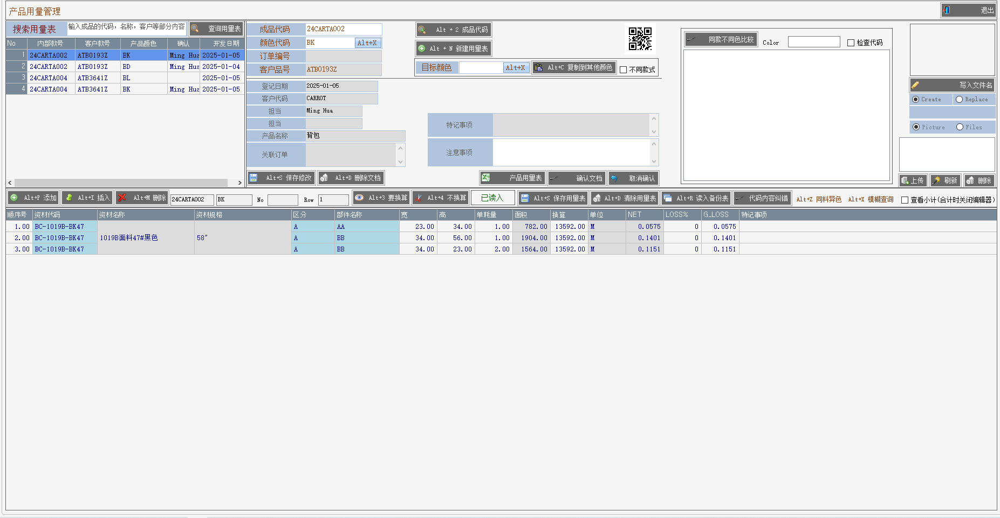 产品用量管理
退出
搜索用量表 输入成品的代码，名称，客户等部分内容 查询用量表
No 内部款号 客户款号 产品颜色 确认 开发日期
1 24CARTA002 ATB0193Z BK Ming Hua 2025-01-05
2 24CARTA002 ATB0193Z BD Ming Hua 2025-01-04
3 24CARTA004 ATB3641Z BL 2025-01-05
4 24CARTA004 ATB3641Z BK Ming Hua 2025-01-05
成品代码 24CARTA002
颜色代码 BK Alt+X
订单编号
客户品号 ATB0193Z
Alt + 2 成品代码
Alt + N 新建用量表
目标颜色 Alt+X Alt+C 复制到其他颜色 不同款式
登记日期 2025-01-05
客户代码 CARROT
担当 Ming Hua
担当
产品名称 背包
关联订单
特记事项
注意事项
Alt+S 保存修改 Alt+D 删除文档
产品用量表 确认文档 取消确认
同款不同色比较 Color 检查代码
写入文件名
Create Replace
Picture Files
上传 刷新 删除
Alt+P 添加 Alt+I 插入 Alt+M 删除 24CARTA002 BK No Row 1 Alt+3 要换算 Alt+4 不换算 已读入 Alt+S 保存用量表 Alt+D 清除用量表 Alt+R 读入备份表 代码内容纠错 Alt+Z 同料异色 Alt+X 模糊查询 查看小计(合计时关闭编辑器)
顺序号 资材代码 资材名称 资材规格 区分 部件名称 宽 高 单耗量 面积 换算 单位 NET LOSS% G_LOSS 特记事项
1.00 BC-1019B-BK47 A AA 23.00 34.00 1.00 782.00 13592.00 M 0.0575 0 0.0575
2.00 BC-1019B-BK47 1019B面料47#黑色 58" A BB 34.00 56.00 1.00 1904.00 13592.00 M 0.1401 0 0.1401
3.00 BC-1019B-BK47 A BB 34.00 23.00 2.00 1564.00 13592.00 M 0.1151 0 0.1151